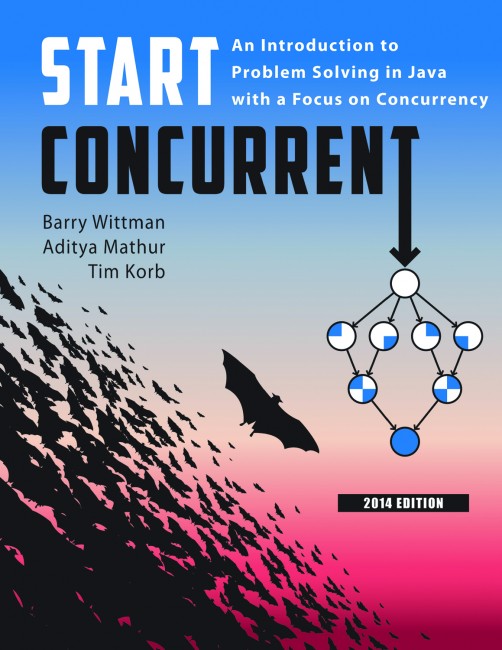 START
An Introduction to
Problem Solving in Java
with a Focus on Concurrency
CONCURRENT
Barry Wittman
Aditya Mathur
Tim Korb
2014 EDITION